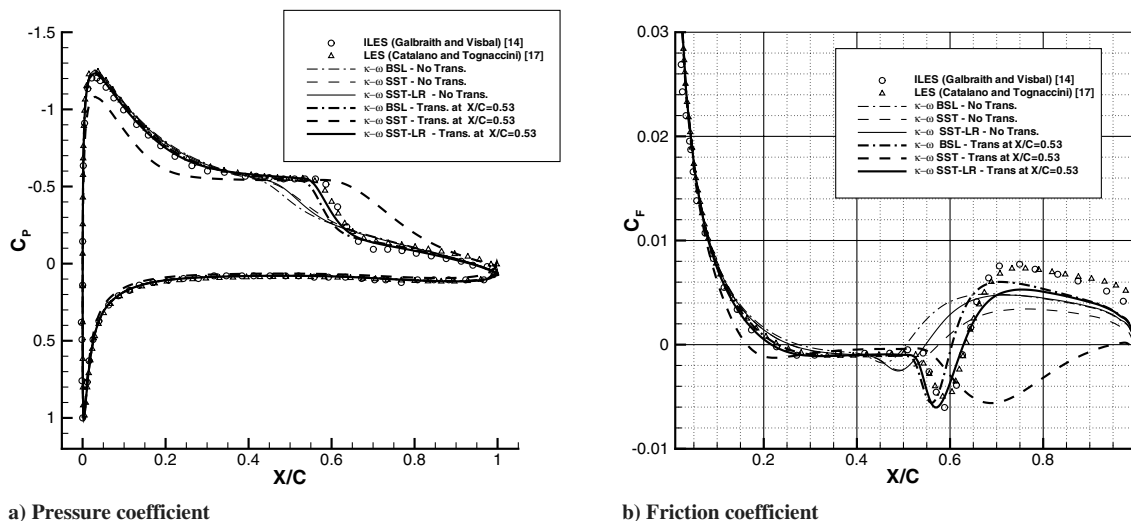 -1.5
-1
-0.5
0
0.5
1
C_P
0
0.2
0.4
0.6
0.8
1
X/C
ILES (Galbraith and Visbal) [14]
LES (Catalano and Tognaccini) [17]
κ−ω BSL - No Trans.
κ−ω SST - No Trans.
κ−ω SST-LR - No Trans.
κ−ω BSL - Trans. at X/C=0.53
κ−ω SST - Trans. at X/C=0.53
κ−ω SST-LR - Trans. at X/C=0.53
a) Pressure coefficient
0.03
0.02
0.01
0
-0.01
C_F
0.2
0.4
0.6
0.8
X/C
ILES (Galbraith and Visbal) [14]
LES (Catalano and Tognaccini) [17]
κ−ω BSL - No Trans.
κ−ω SST - No Trans.
κ−ω SST-LR - No Trans.
κ−ω BSL - Trans at X/C=0.53
κ−ω SST - Trans at X/C=0.53
κ−ω SST-LR - Trans at X/C=0.53
b) Friction coefficient